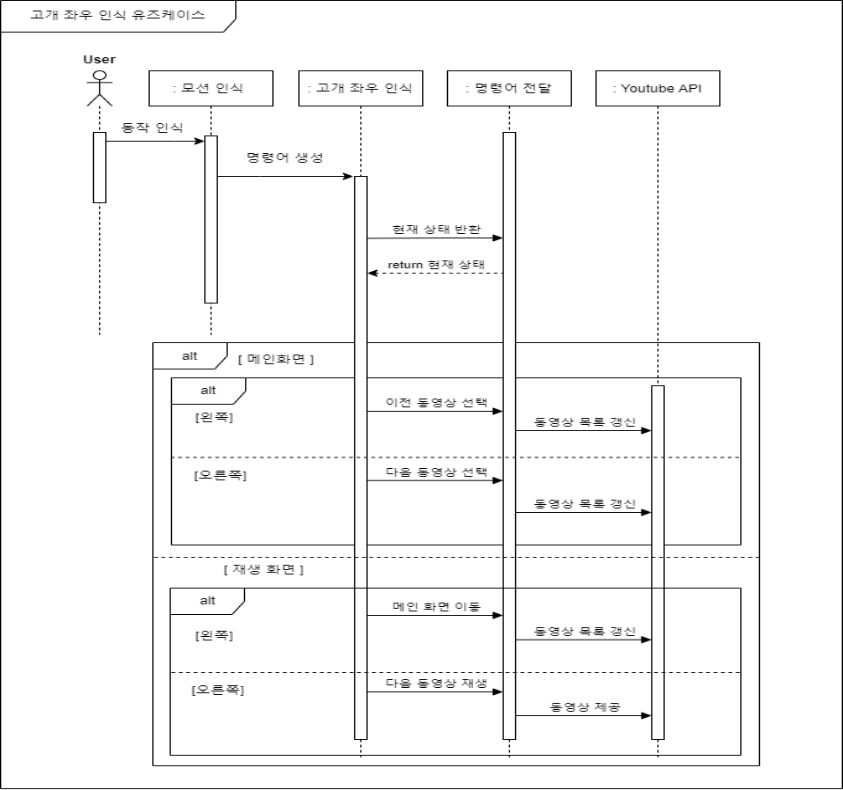 고개 좌우 인식 유즈케이스
User
: 모션 인식
: 고개 좌우 인식
: 명령어 전달
: Youtube API
동작 인식
명령어 생성
현재 상태 반환
return 현재 상태
alt
[ 메인화면 ]
alt
[왼쪽]
이전 동영상 선택
동영상 목록 갱신
[오른쪽]
다음 동영상 선택
동영상 목록 갱신
[ 재생 화면 ]
alt
메인 화면 이동
[왼쪽]
동영상 목록 갱신
[오른쪽]
다음 동영상 재생
동영상 제공